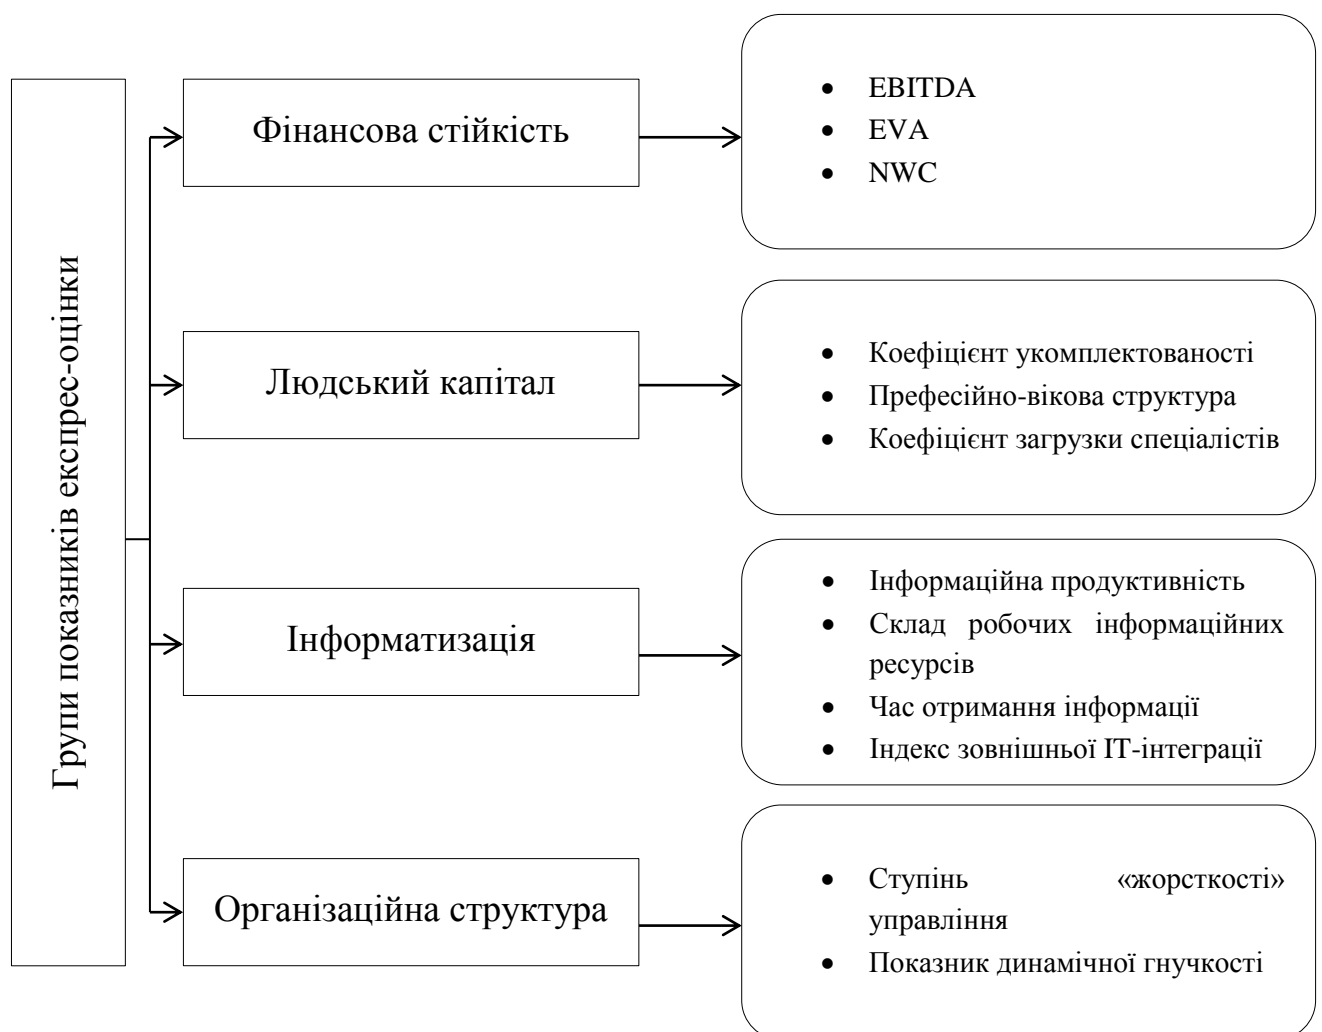 Групи показників експрес-оцінки
Фінансова стійкість
• EBITDA
• EVA
• NWC
Людський капітал
• Коефіцієнт укомплектованості
• Префесійно-вікова структура
• Коефіцієнт загрузки спеціалістів
Інформатизація
• Інформаційна продуктивність
• Склад робочих інформаційних
ресурсів
• Час отримання інформації
• Індекс зовнішньої ІТ-інтеграції
Організаційна структура
• Ступінь «жорсткості»
управління
• Показник динамічної гнучкості